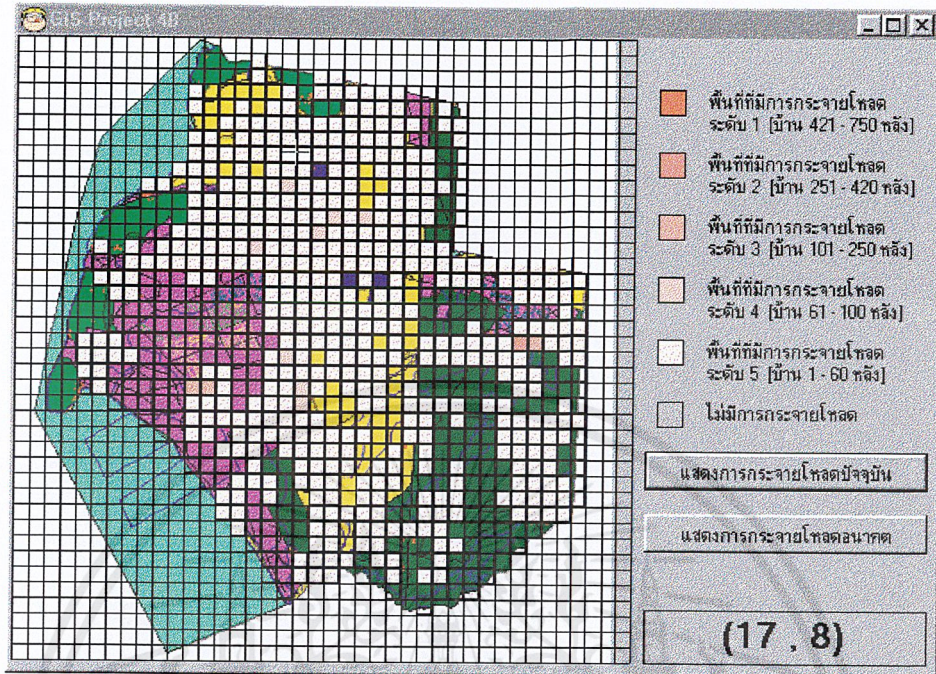 GIS Project 4B
พื้นที่ที่มีการกระจายโหลด
ระดับ 1 [บ้าน 421 - 750 หลัง]
พื้นที่ที่มีการกระจายโหลด
ระดับ 2 [บ้าน 251 - 420 หลัง]
พื้นที่ที่มีการกระจายโหลด
ระดับ 3 [บ้าน 101 - 250 หลัง]
พื้นที่ที่มีการกระจายโหลด
ระดับ 4 [บ้าน 61 - 100 หลัง]
พื้นที่ที่มีการกระจายโหลด
ระดับ 5 [บ้าน 1 - 60 หลัง]
ไม่มีการกระจายโหลด
แสดงการกระจายโหลดปัจจุบัน
แสดงการกระจายโหลดอนาคต
(17 , 8)